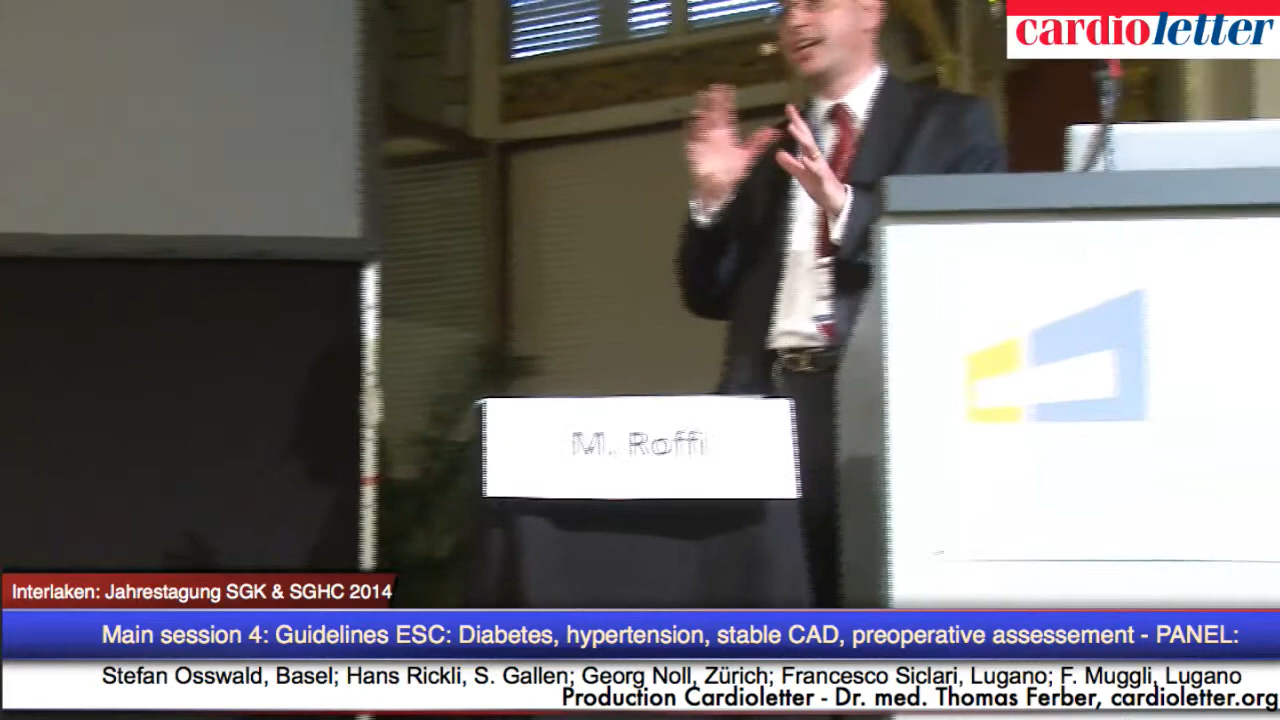 cardioletter
M. Roffi
Interlaken: Jahrestagung SGK & SGHC 2014
Main session 4: Guidelines ESC: Diabetes, hypertension, stable CAD, preoperative assessement - PANEL:
Stefan Osswald, Basel; Hans Rickli, S. Gallen; Georg Noll, Zürich; Francesco Siclari, Lugano; F. Muggli, Lugano
Production Cardioletter - Dr. med. Thomas Ferber, cardioletter.org